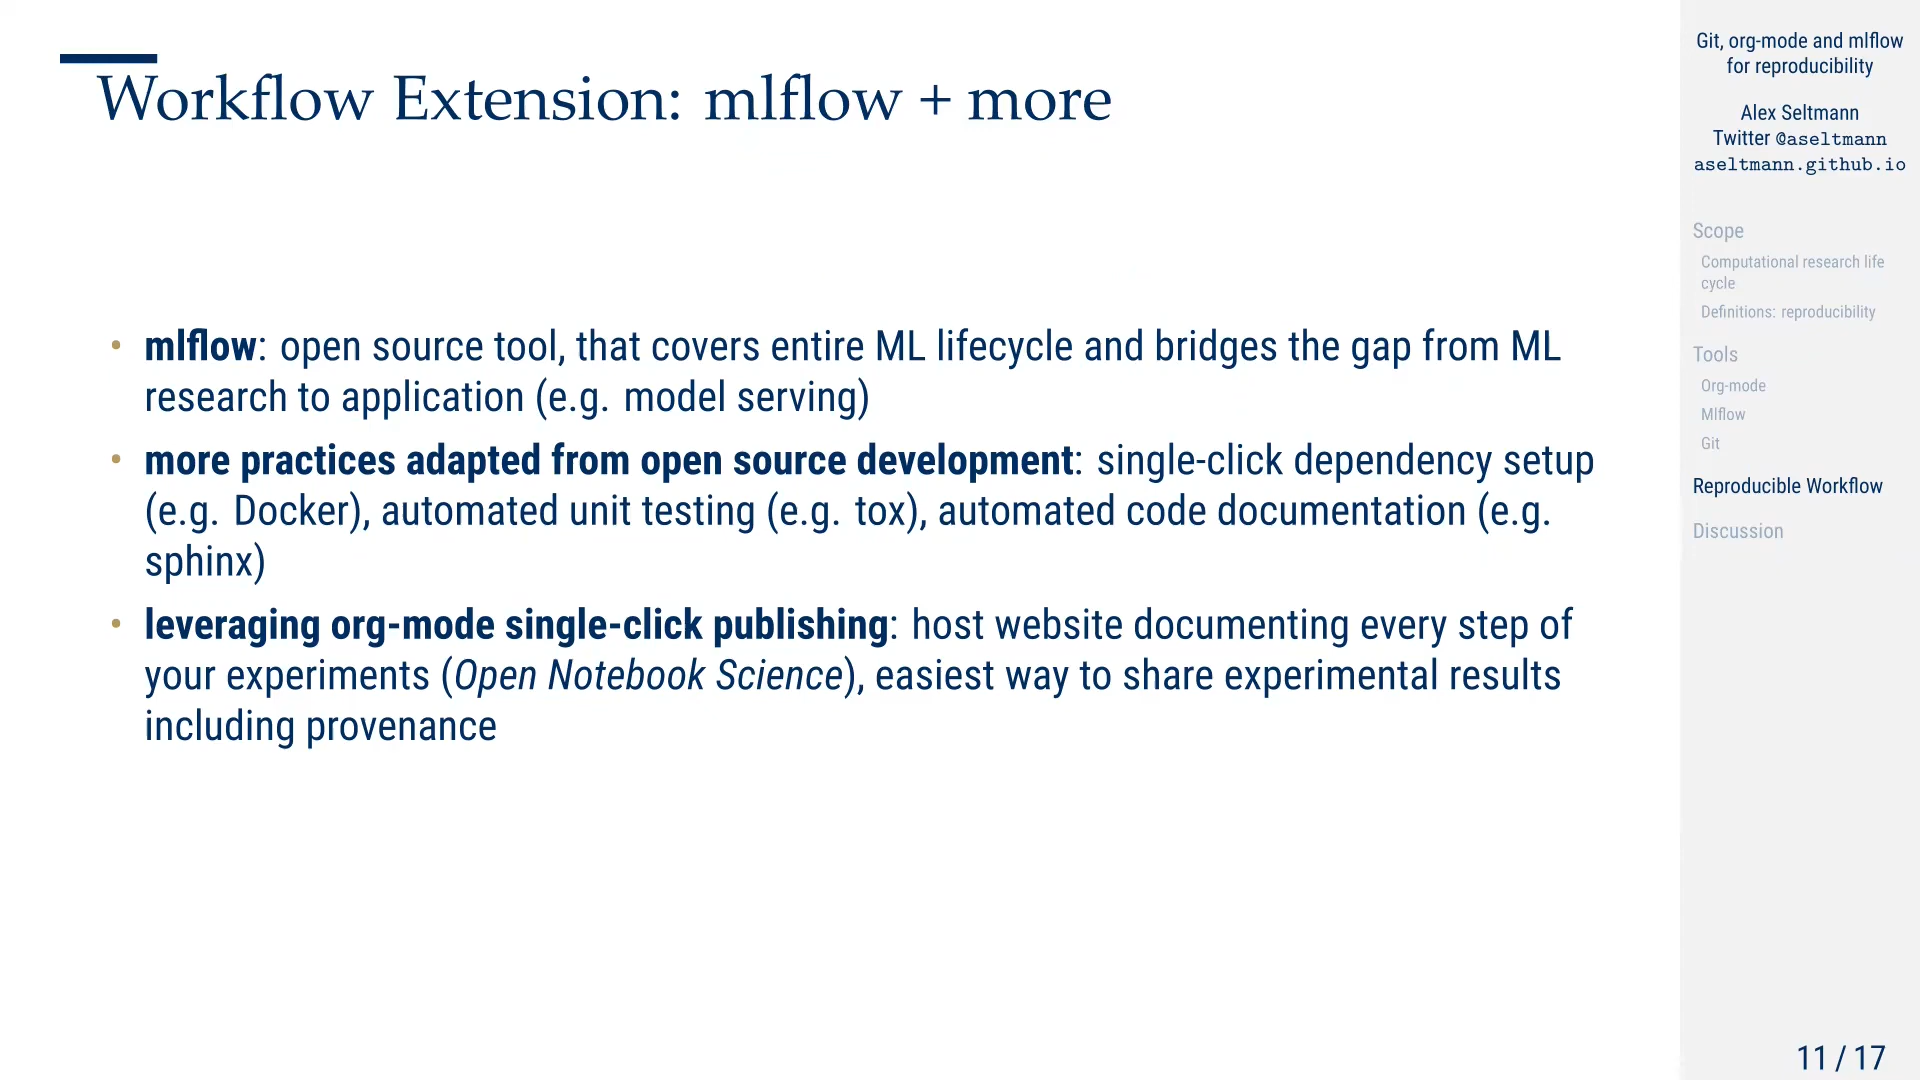 Workflow Extension: mlflow + more
• mlflow: open source tool, that covers entire ML lifecycle and bridges the gap from ML
research to application (e.g. model serving)
• more practices adapted from open source development: single-click dependency setup
(e.g. Docker), automated unit testing (e.g. tox), automated code documentation (e.g.
sphinx)
• leveraging org-mode single-click publishing: host website documenting every step of
your experiments (Open Notebook Science), easiest way to share experimental results
including provenance
Git, org-mode and mlflow
for reproducibility
Alex Seltmann
Twitter @aseltmann
aseltmann.github.io
Scope
Computational research life
cycle
Definitions: reproducibility
Tools
Org-mode
Mlflow
Git
Reproducible Workflow
Discussion
11 / 17